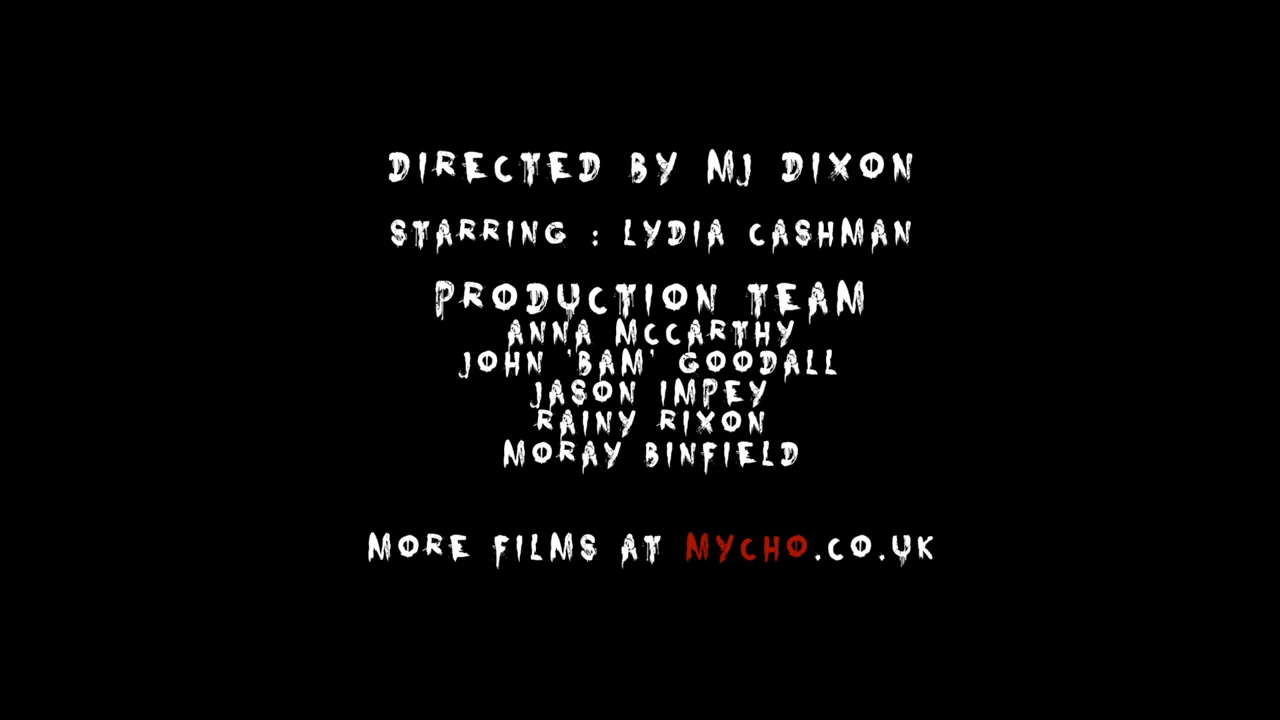 DIRECTED BY MJ DIXON
STARRING : LYDIA CASHMAN
PRODUCTION TEAM
ANNA MCCARTHY
JOHN 'BAM' GOODALL
JASON IMPEY
RAINY RIXON
MORAY BINFIELD
MORE FILMS AT MYCHO.CO.UK